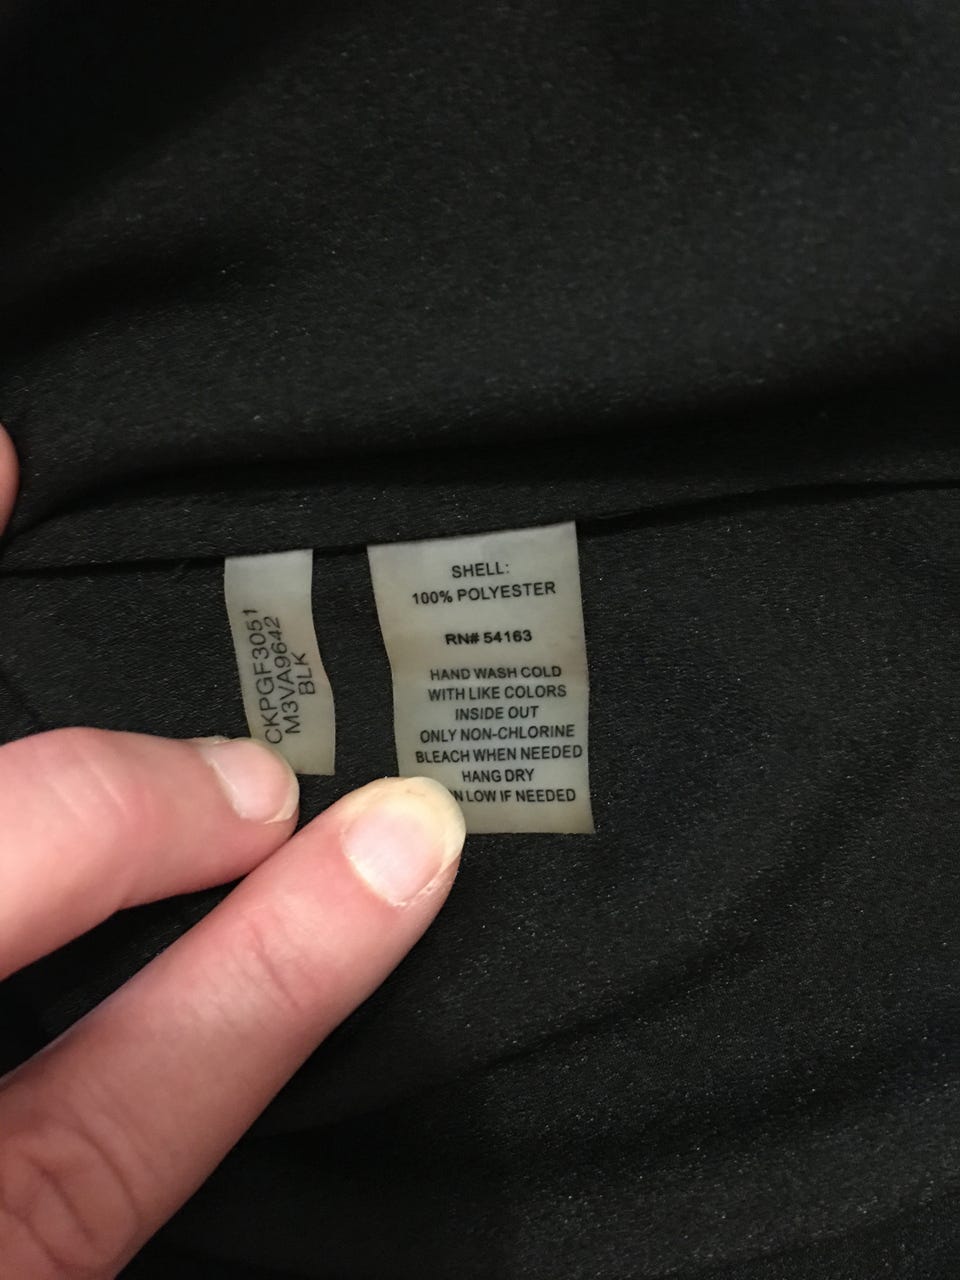 CKPGF3051
M3VA9642
BLK
SHELL:
100% POLYESTER
RN# 54163
HAND WASH COLD
WITH LIKE COLORS
INSIDE OUT
ONLY NON-CHLORINE
BLEACH WHEN NEEDED
HANG DRY
LOW IF NEEDED